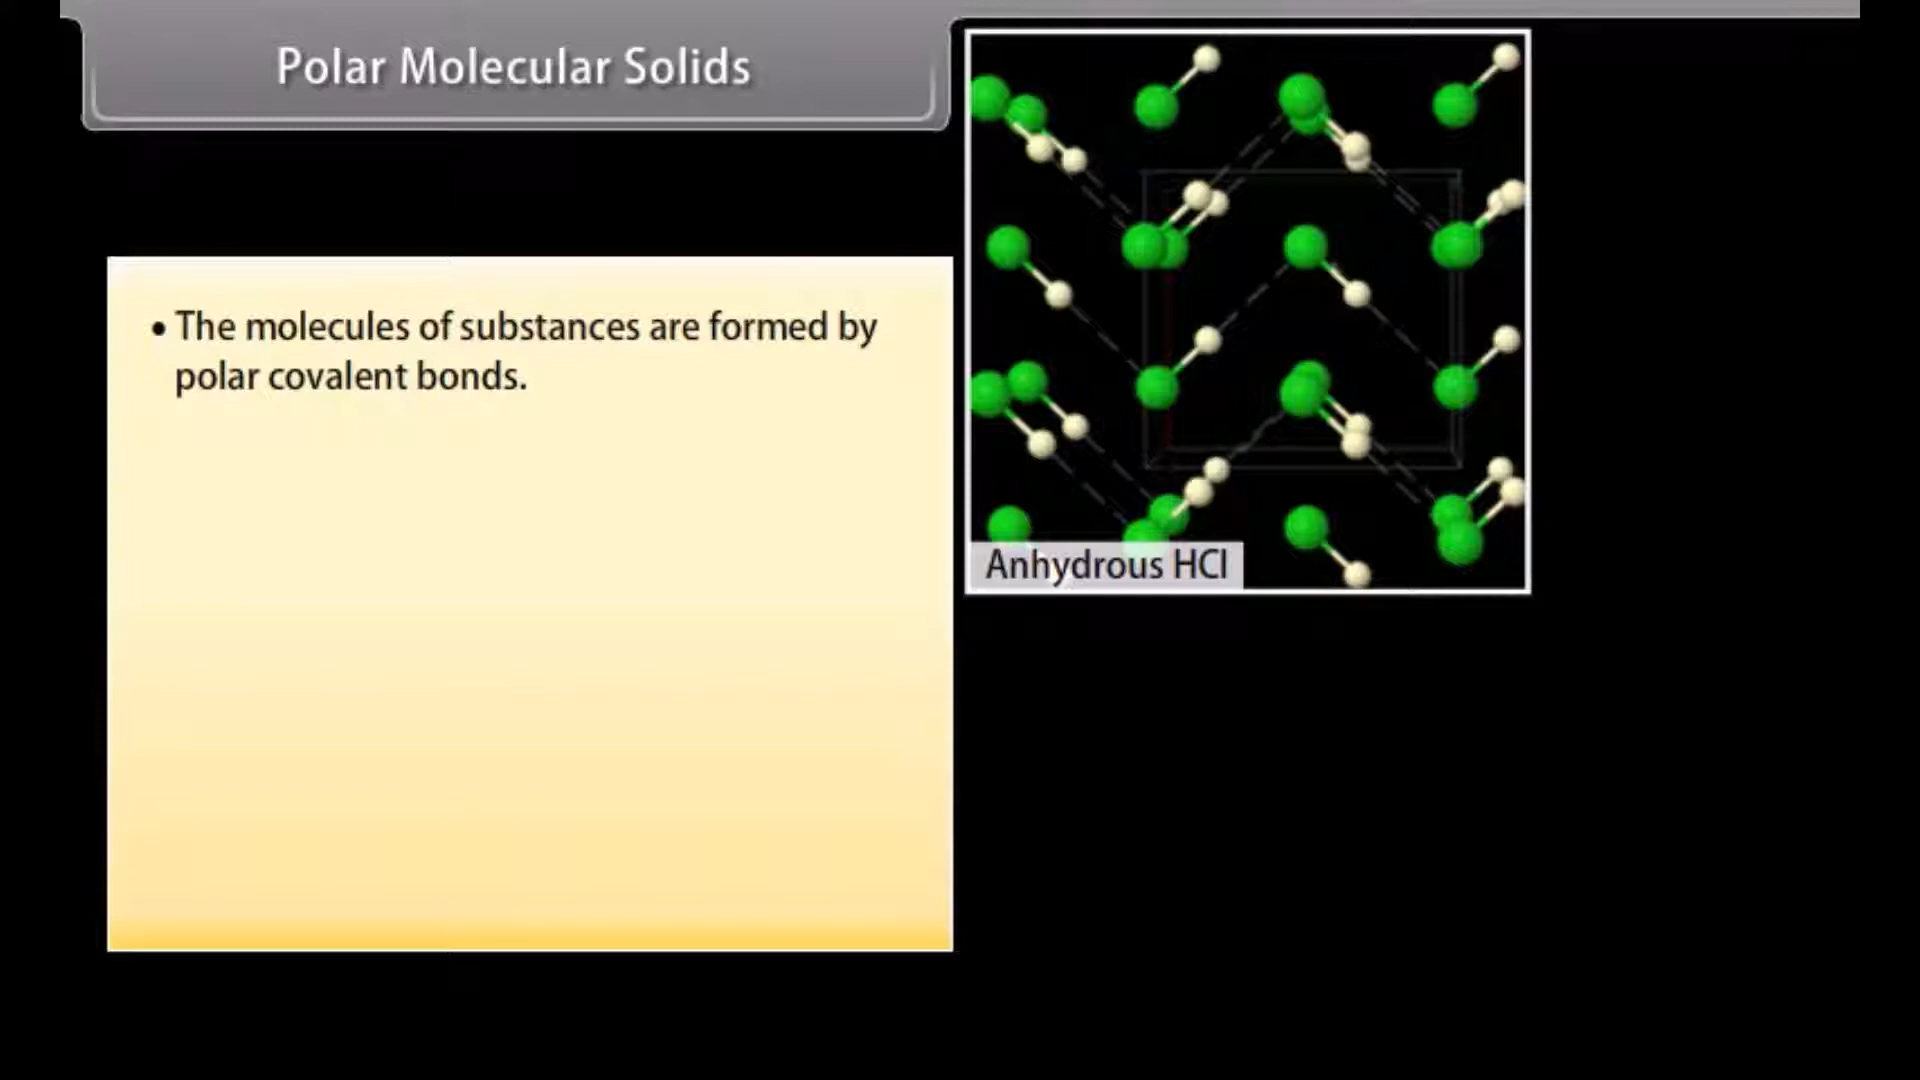 Polar Molecular Solids
• The molecules of substances are formed by
polar covalent bonds.
Anhydrous HCl